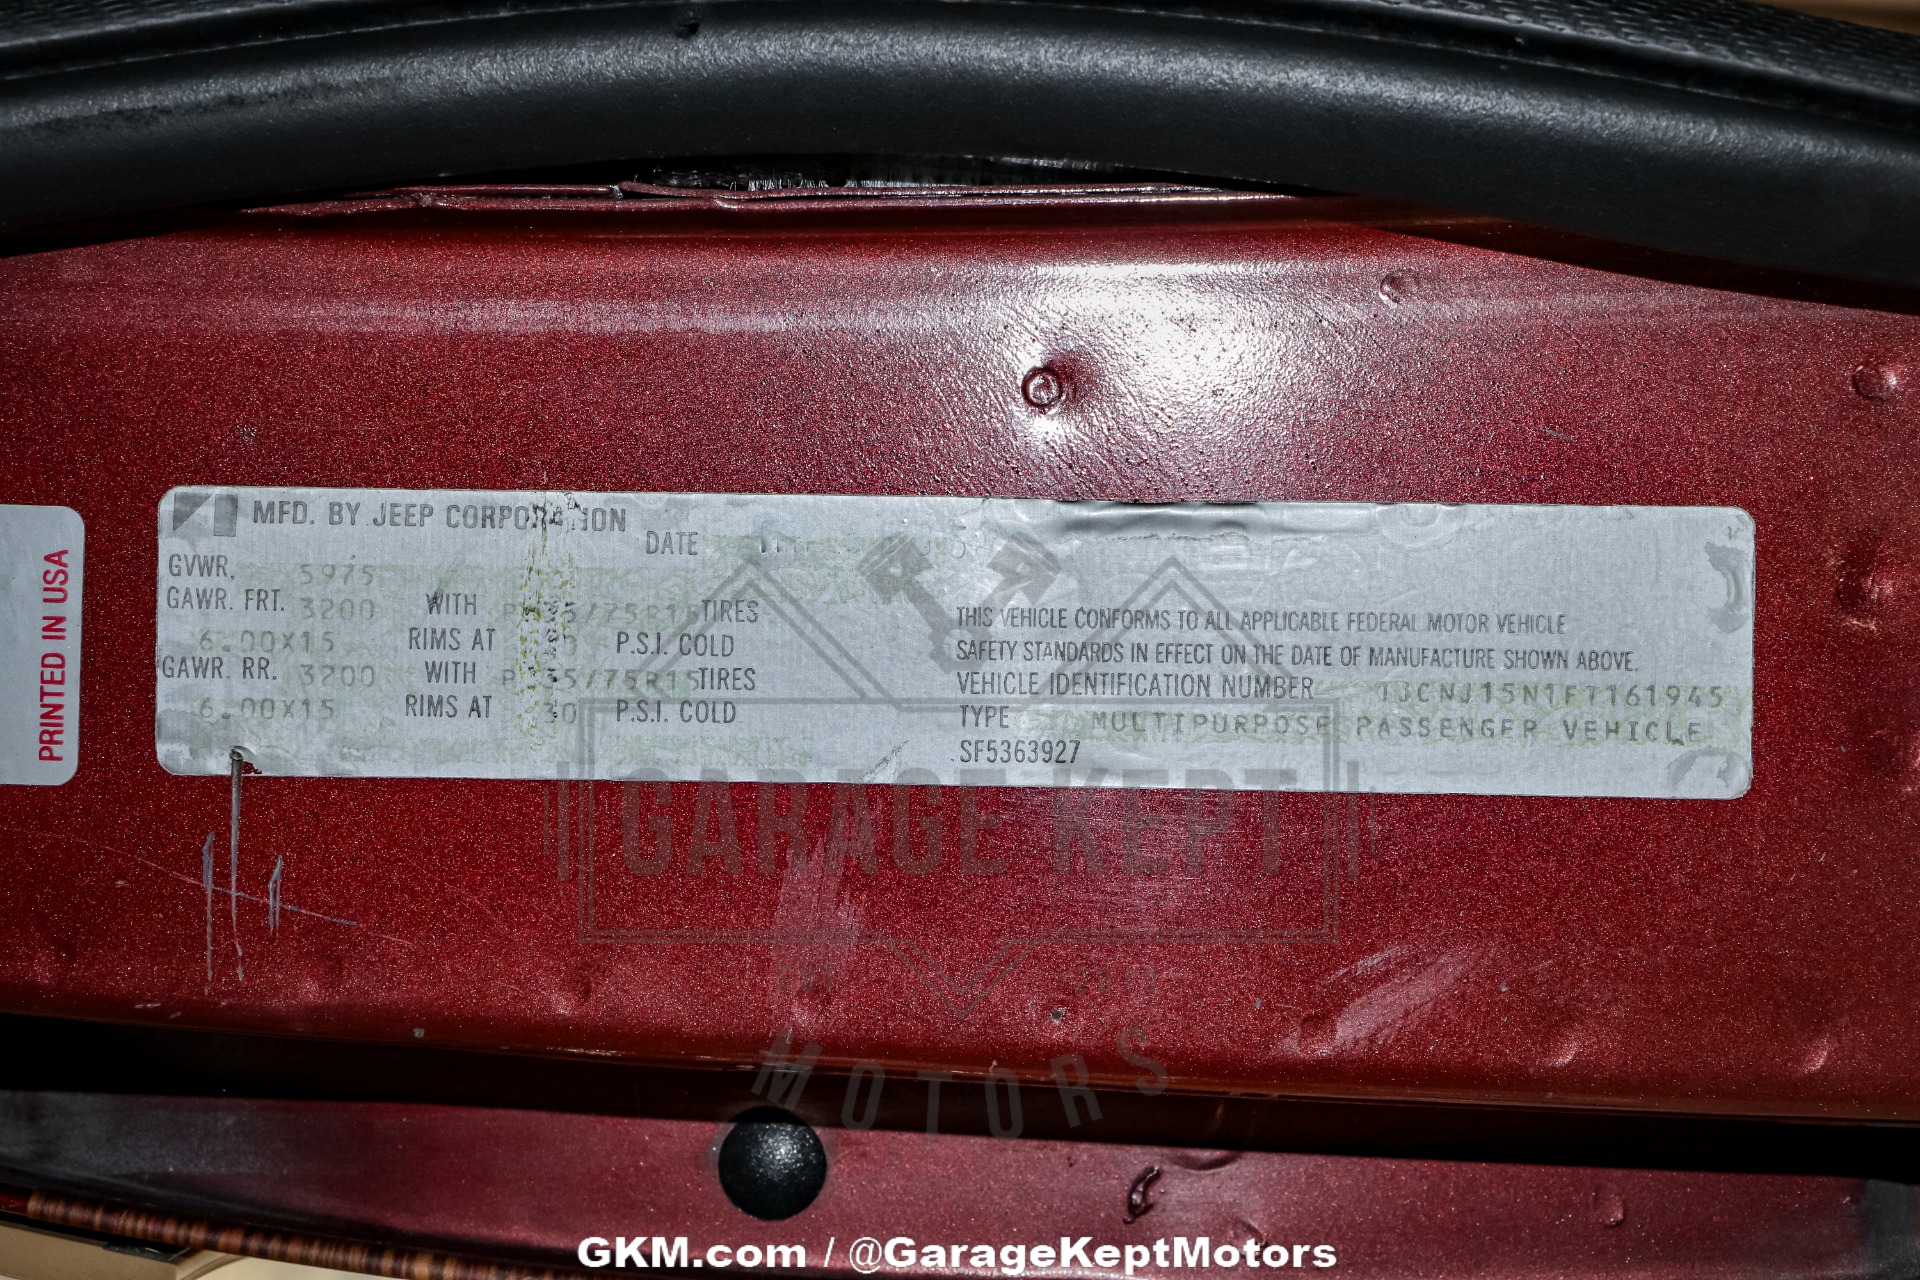 PRINTED IN USA
MFD. BY JEEP CORPORATION
DATE
GVWR. 5975
GAWR. FRT. 3200 WITH TIRES
6.00X15 RIMS AT P.S.I. COLD
GAWR. RR. 3200 WITH TIRES
6.00X15 RIMS AT 30 P.S.I. COLD
THIS VEHICLE CONFORMS TO ALL APPLICABLE FEDERAL MOTOR VEHICLE
SAFETY STANDARDS IN EFFECT ON THE DATE OF MANUFACTURE SHOWN ABOVE.
VEHICLE IDENTIFICATION NUMBER 1JCNJ15N1FT161945
TYPE MULTIPURPOSE PASSENGER VEHICLE
SF5363927
GARAGE KEPT
MOTORS
GKM.com / @GarageKeptMotors